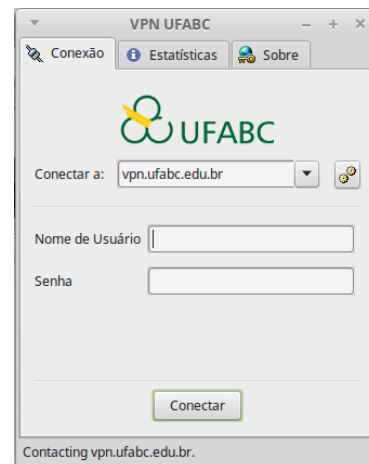 VPN UFABC
Conexão Estatísticas Sobre
UFABC
Conectar a: vpn.ufabc.edu.br
Nome de Usuário
Senha
Conectar
Contacting vpn.ufabc.edu.br.